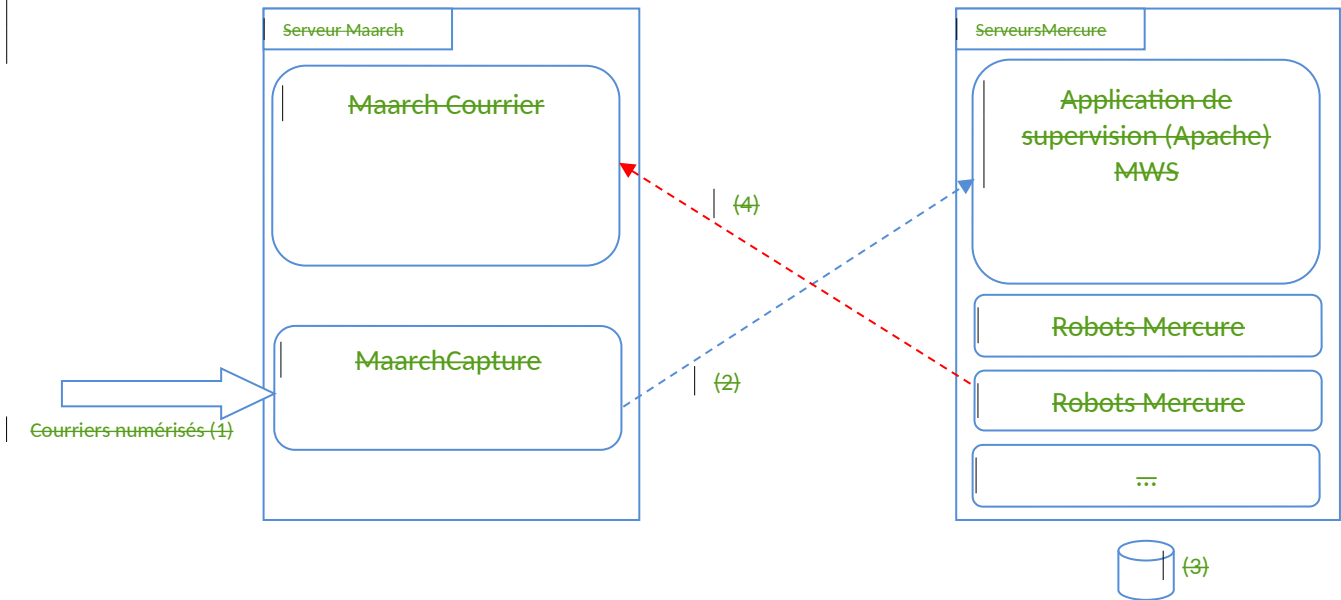 Serveur Maarch
Maarch Courrier
MaarchCapture
Courriers numérisés (1)
(4)
(2)
ServeursMercure
Application de
supervision (Apache)
MWS
Robots Mercure
Robots Mercure
...
(3)